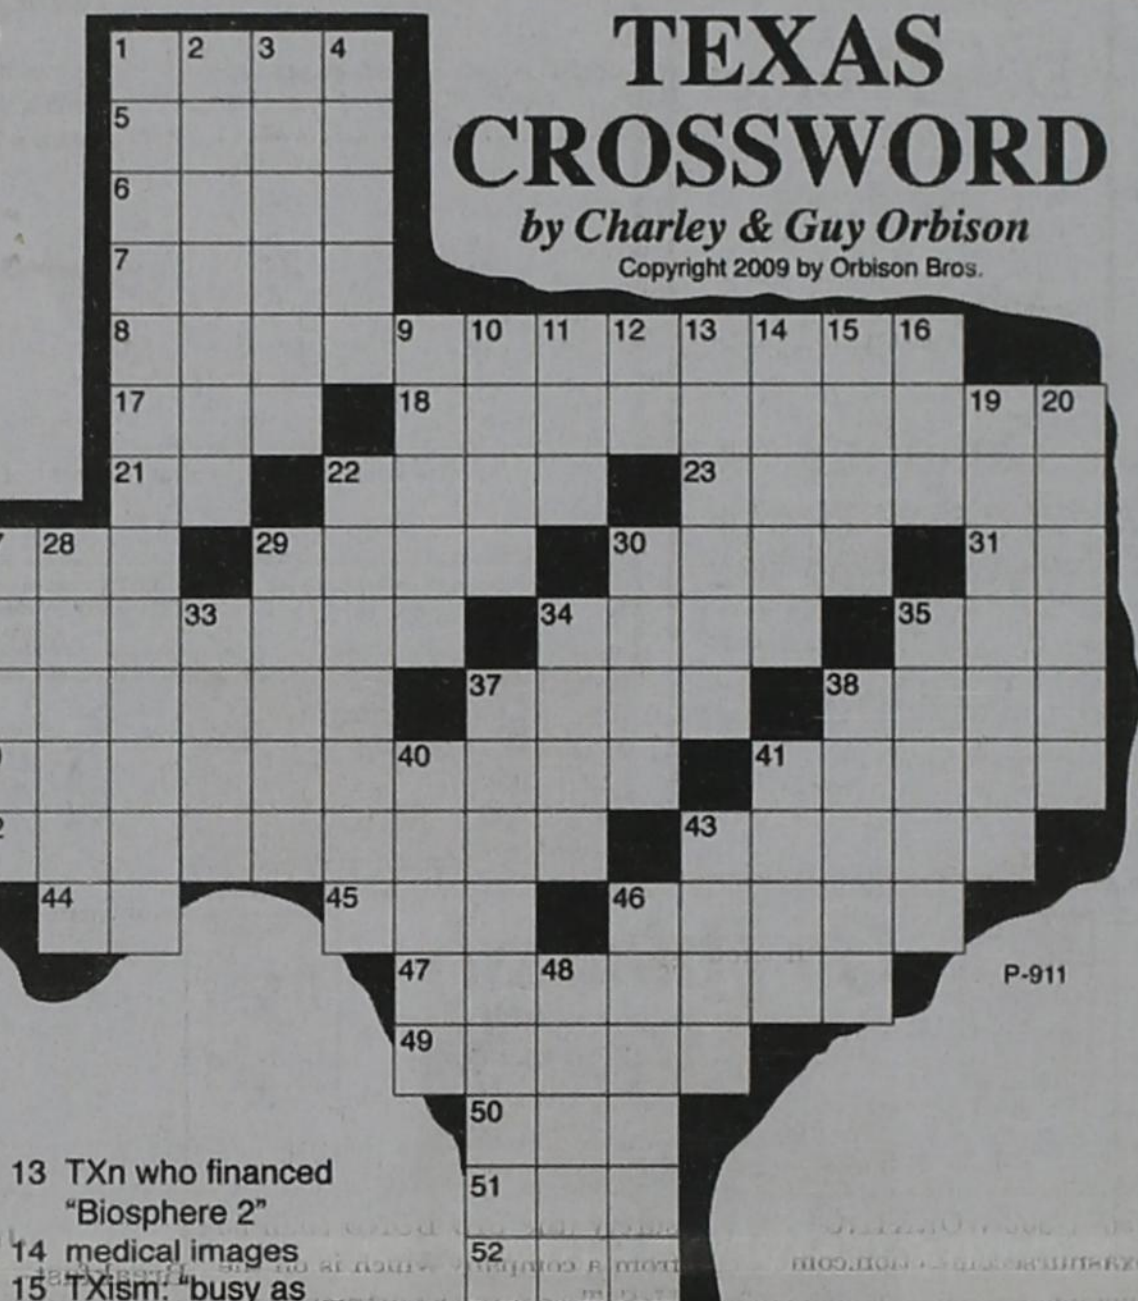 TEXAS
CROSSWORD
by Charley & Guy Orbison
Copyright 2009 by Orbison Bros.
1 2 3 4
5
6
7
8 9 10 11 12 13 14 15 16
17 18 19 20
21 22 23
28 29 30 31
33 34 35
37 38
40 41
43
44 45 46
47 48
P-911
49
50
51
52
13 TXn who financed
"Biosphere 2"
14 medical images
15 TXism: "busy as